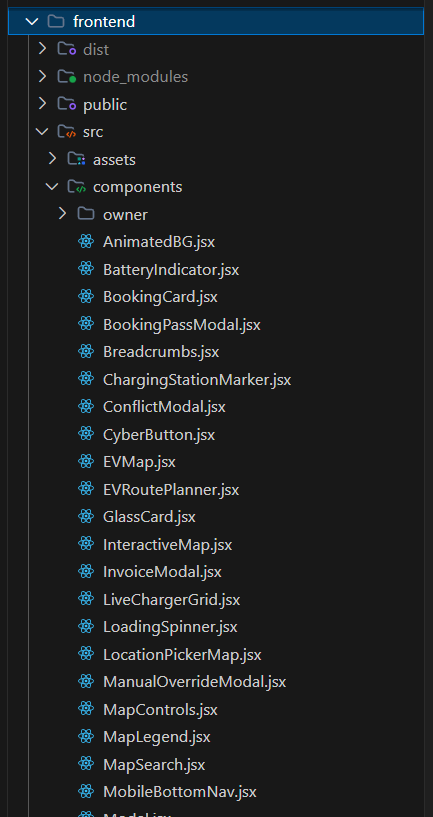 frontend
dist
node_modules
public
src
assets
components
owner
AnimatedBG.jsx
BatteryIndicator.jsx
BookingCard.jsx
BookingPassModal.jsx
Breadcrumbs.jsx
ChargingStationMarker.jsx
ConflictModal.jsx
CyberButton.jsx
EVMap.jsx
EVRoutePlanner.jsx
GlassCard.jsx
InteractiveMap.jsx
InvoiceModal.jsx
LiveChargerGrid.jsx
LoadingSpinner.jsx
LocationPickerMap.jsx
ManualOverrideModal.jsx
MapControls.jsx
MapLegend.jsx
MapSearch.jsx
MobileBottomNav.jsx